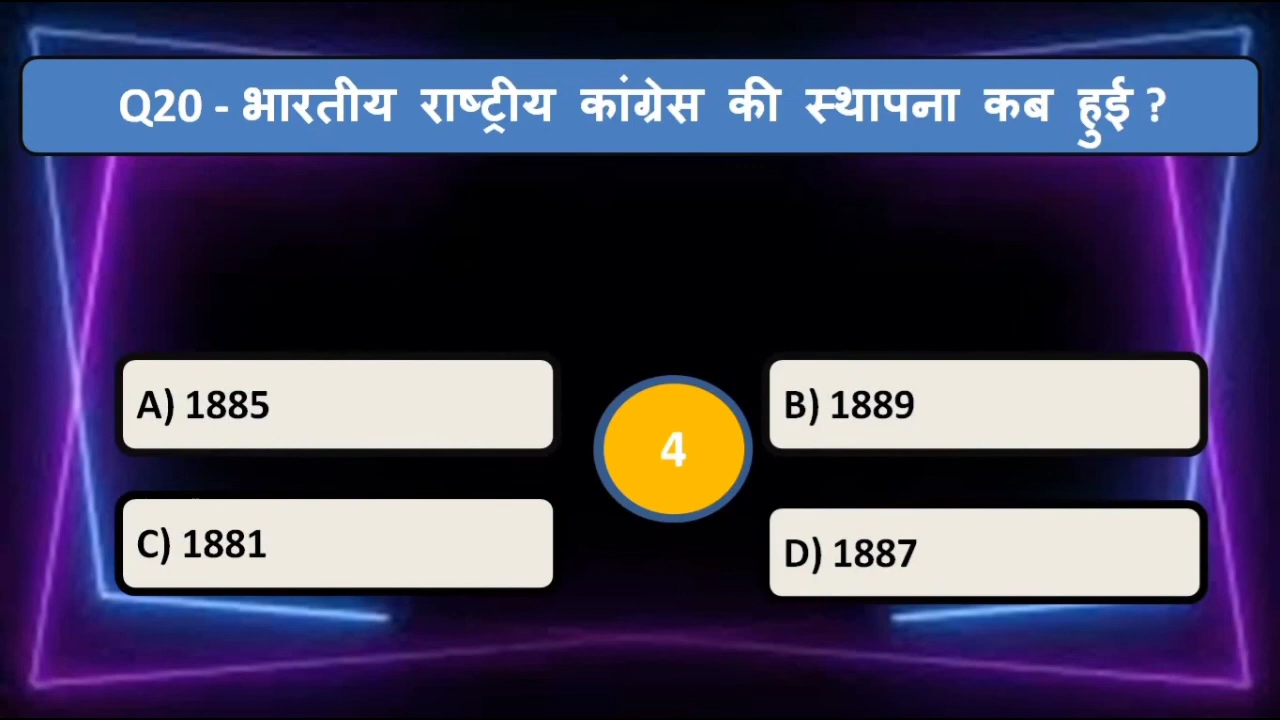 Q20 - भारतीय राष्ट्रीय कांग्रेस की स्थापना कब हुई ?
A) 1885
B) 1889
4
C) 1881
D) 1887